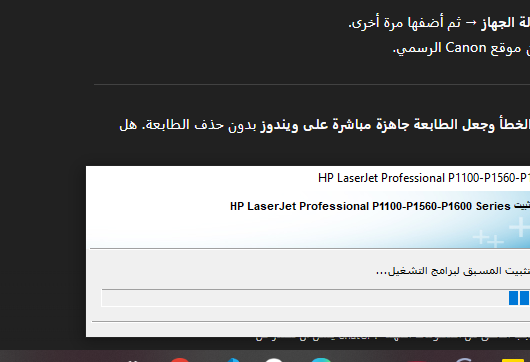 لة الجهاز → ثم أضفها مرة أخرى.
موقع Canon الرسمي.
الخطأ وجعل الطابعة جاهزة مباشرة على ويندوز بدون حذف الطابعة. هل
HP LaserJet Professional P1100-P1560-P1
HP LaserJet Professional P1100-P1560-P1600 Series
تثبيت المسبق لبرامج التشغيل...